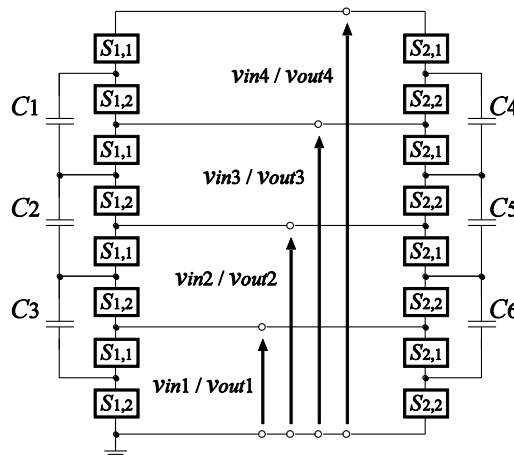 S1,1 S2,1
vin4 / vout4
C1 S1,2 S2,2 C4
S1,1 S2,1
vin3 / vout3
C2 S1,2 S2,2 C5
S1,1 S2,1
vin2 / vout2
C3 S1,2 S2,2 C6
S1,1 S2,1
vin1 / vout1
S1,2 S2,2